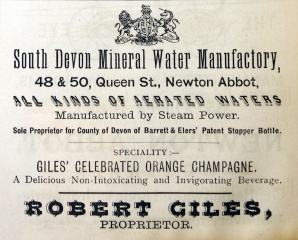 South Devon Mineral Water Manufactory,
48 & 50, Queen St., Newton Abbot,
ALL KINDS OF AERATED WATERS
Manufactured by Steam Power.
Sole Proprietor for County of Devon of Barrett & Elers' Patent Stopper Bottle.
SPECIALITY:—
GILES' CELEBRATED ORANGE CHAMPAGNE.
A Delicious Non-Intoxicating and Invigorating Beverage.
ROBERT GILES,
PROPRIETOR.